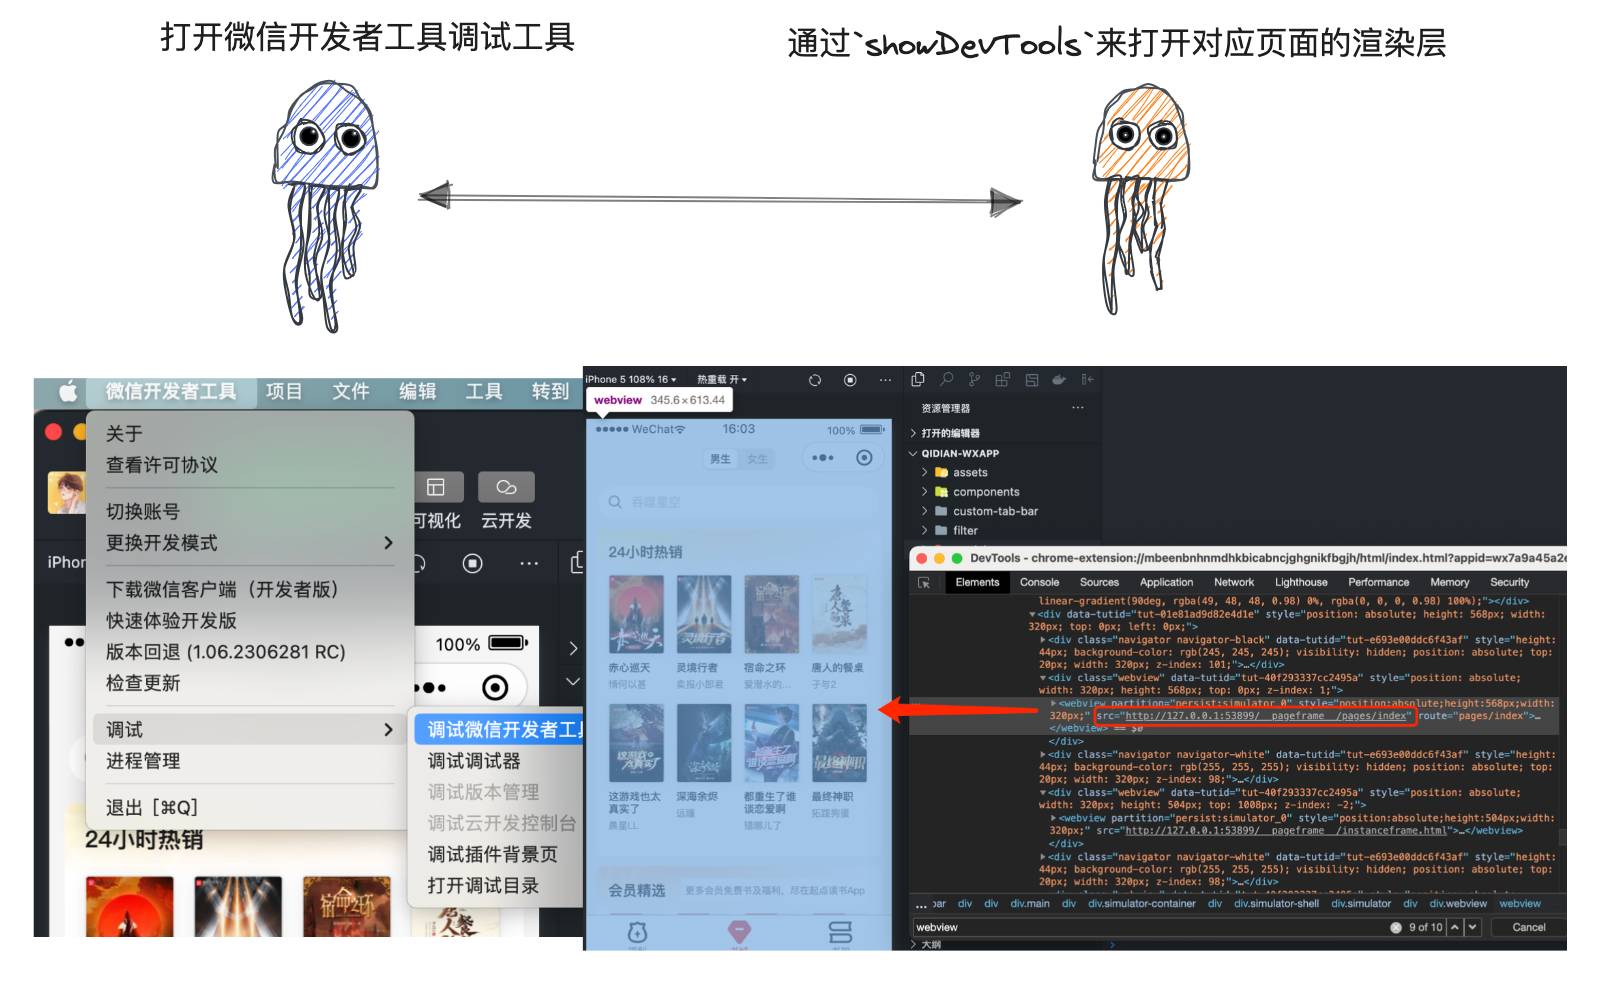 打开微信开发者工具调试工具
通过`showDevTools`来打开对应页面的渲染层
微信开发者工具 项目 文件 编辑 工具 转到
关于
查看许可协议
切换账号
更换开发模式
下载微信客户端（开发者版）
快速体验开发版
版本回退 (1.06.2306281 RC)
检查更新
调试
进程管理
退出 [⌘Q]
可视化 云开发
100%
调试微信开发者工具
调试调试器
调试版本管理
调试云开发控制台
调试插件背景页
打开调试目录
24小时热销
宿命之环
iPhone 5 108% 16 热重载 开
webview 345.6×613.44
WeChat 16:03 100%
男生 女生
吞噬星空
24小时热销
赤心巡天 灵境行者 宿命之环 唐人的餐桌
情何以甚 卖报小郎君 爱潜水的... 子与2
这游戏也太真实了 深海余烬 都重生了谁谈恋爱啊 最终神职
晨星LL 远瞳 错哪儿了 拓跋狗蛋
会员精选 更多会员免费书及福利，尽在起点读书App
资源管理器
打开的编辑器
QIDIAN-WXAPP
assets
components
custom-tab-bar
filter
DevTools - chrome-extension://mbeenbnhnmdhkbicabncjghgnikfbgjh/html/index.html?appid=wx7a9a45a2e
Elements Console Sources Application Network Lighthouse Performance Memory Security
linear-gradient(90deg, rgba(49, 48, 48, 0.98) 0%, rgba(0, 0, 0, 0.98) 100%);"></div>
<div data-tutid="tut-01e81ad9d82e4d1e" style="position: absolute; height: 568px; width:
320px; top: 0px; left: 0px;">
<div class="navigator navigator-black" data-tutid="tut-e693e00ddc6f43af" style="height:
44px; background-color: rgb(245, 245, 245); visibility: hidden; position: absolute; top:
20px; width: 320px; z-index: 101;">…</div>
<div class="webview" data-tutid="tut-40f293337cc2495a" style="position: absolute;
width: 320px; height: 568px; top: 0px; z-index: 1;">
<webview partition="persist:simulator_0" style="position:absolute;height:568px;width:
320px;" src="http://127.0.0.1:53899/__pageframe__/pages/index" route="pages/index">…
</webview> == $0
</div>
<div class="navigator navigator-white" data-tutid="tut-e693e00ddc6f43af" style="height:
44px; background-color: rgb(255, 255, 255); visibility: hidden; position: absolute; top:
20px; width: 320px; z-index: 98;">…</div>
<div class="webview" data-tutid="tut-40f293337cc2495a" style="position: absolute;
width: 320px; height: 504px; top: 1008px; z-index: -2;">
<webview partition="persist:simulator_0" style="position:absolute;height:504px;width:
320px;" src="http://127.0.0.1:53899/__pageframe__/instanceframe.html">…</webview>
</div>
<div class="navigator navigator-white" data-tutid="tut-e693e00ddc6f43af" style="height:
44px; background-color: rgb(255, 255, 255); visibility: hidden; position: absolute; top:
20px; width: 320px; z-index: 98;">…</div>
... bar div div div.main div div.simulator-container div div.simulator-shell div.simulator div div.webview webview
webview 9 of 10 Cancel
大纲